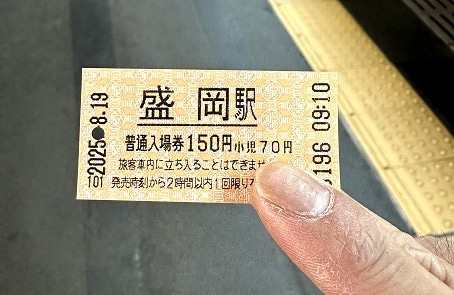 2025●8.19
101
盛岡駅
普通入場券150円小児70円
旅客車内に立ち入ることはできませ
発売時刻から2時間以内1回限り
196 09:10